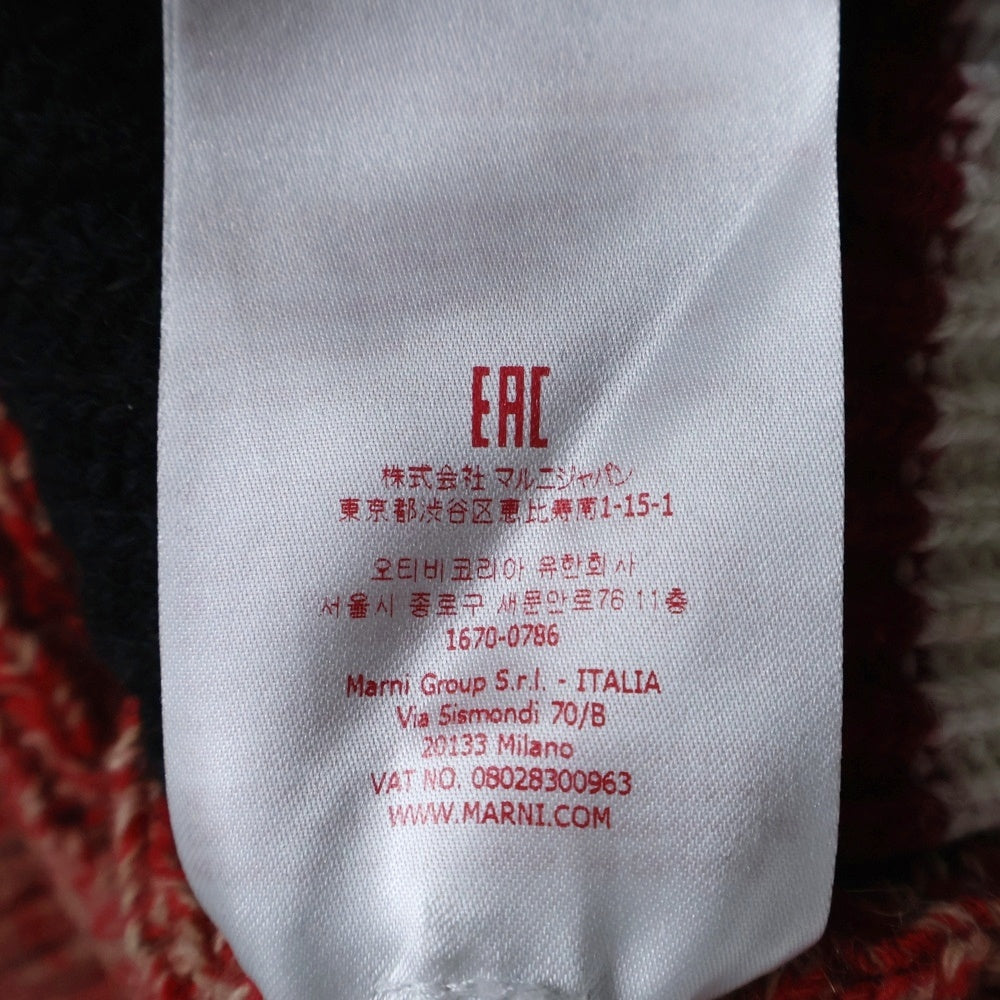 EAC
株式会社 マルニジャパン
東京都渋谷区恵比寿南1-15-1
오티비코리아 유한회사
서울시 종로구 새문안로76 11층
1670-0786
Marni Group S.r.l. - ITALIA
Via Sismondi 70/B
20133 Milano
VAT NO. 08028300963
WWW.MARNI.COM